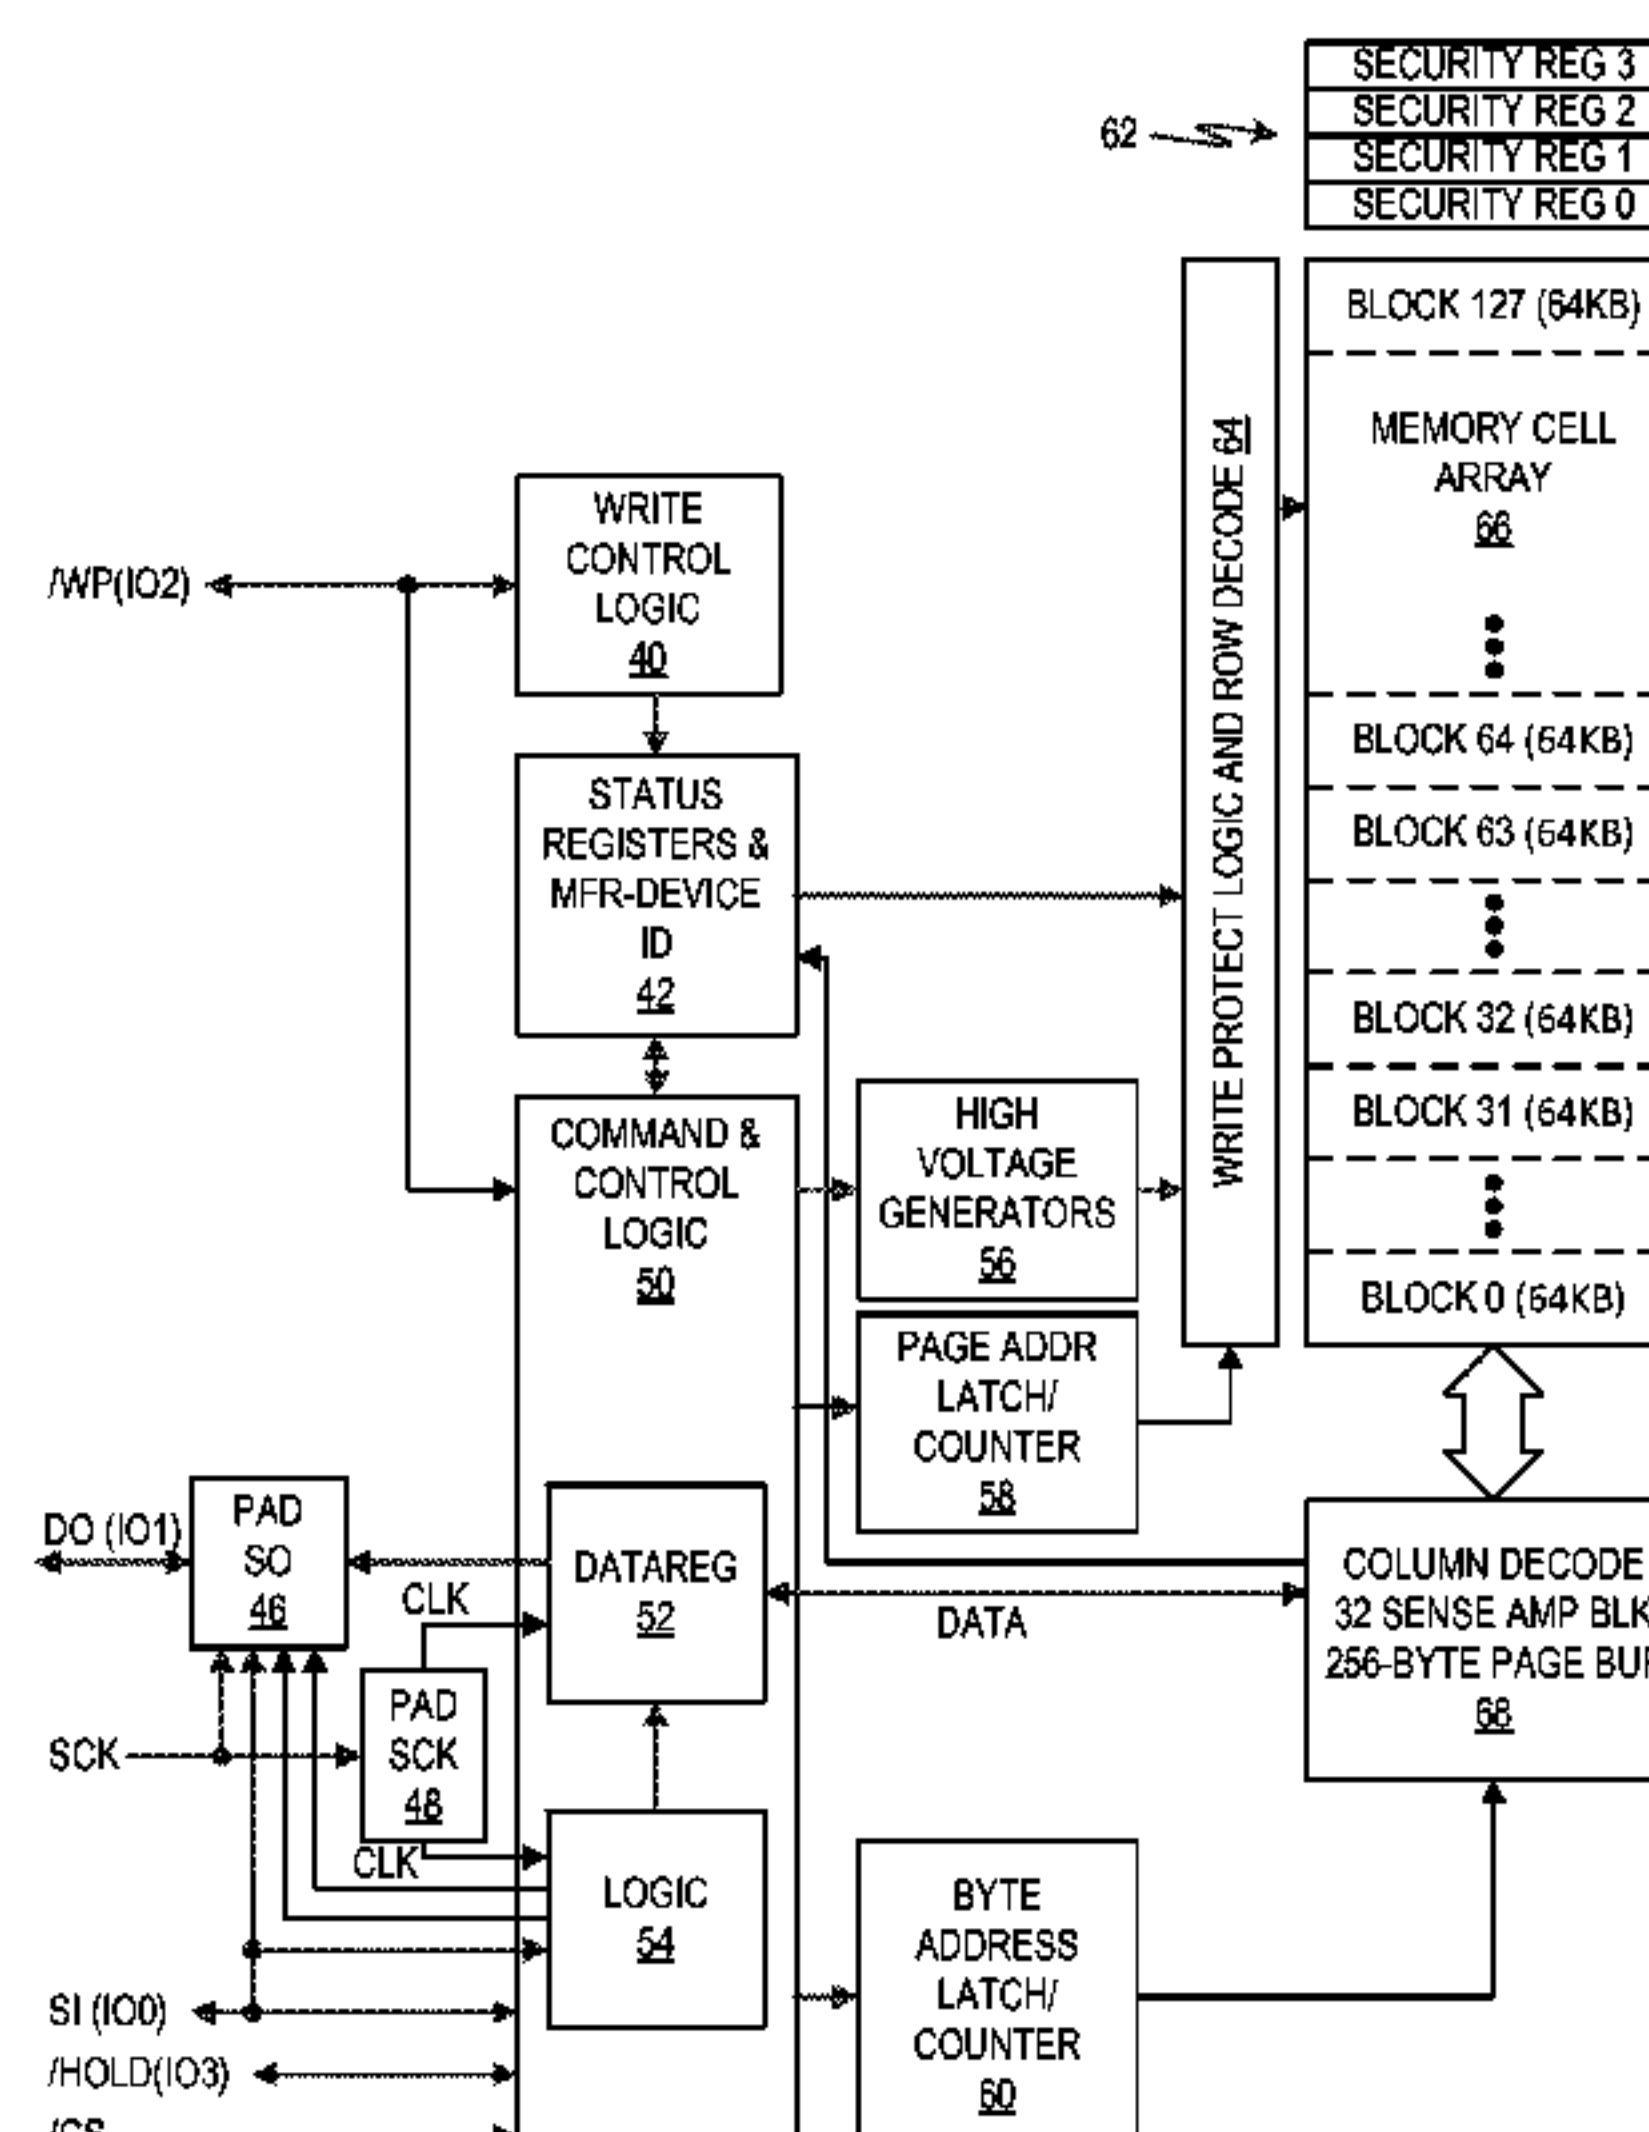 SECURITY REG 3
SECURITY REG 2
SECURITY REG 1
SECURITY REG 0
62
BLOCK 127 (64KB)
MEMORY CELL
ARRAY
66
BLOCK 64 (64KB)
BLOCK 63 (64KB)
BLOCK 32 (64KB)
BLOCK 31 (64KB)
BLOCK 0 (64KB)
WRITE PROTECT LOGIC AND ROW DECODE 64
/WP(IO2)
WRITE
CONTROL
LOGIC
40
STATUS
REGISTERS &
MFR-DEVICE
ID
42
COMMAND &
CONTROL
LOGIC
50
HIGH
VOLTAGE
GENERATORS
56
PAGE ADDR
LATCH/
COUNTER
58
DO (IO1)
PAD
SO
46
CLK
DATAREG
52
DATA
COLUMN DECODE
32 SENSE AMP BLK
256-BYTE PAGE
68
SCK
PAD
SCK
48
CLK
LOGIC
54
BYTE
ADDRESS
LATCH/
COUNTER
60
SI (IO0)
/HOLD(IO3)